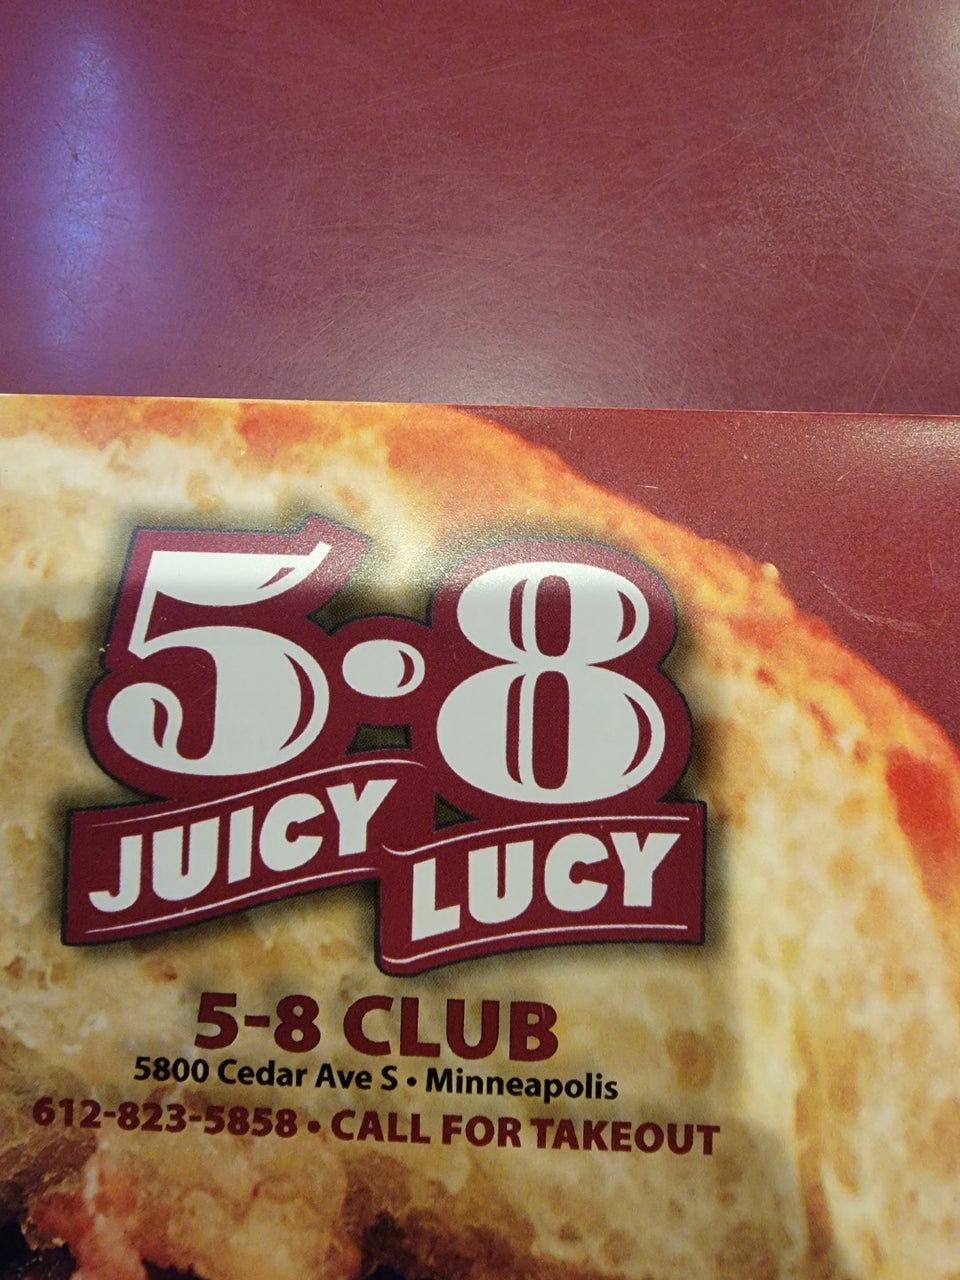 5•8
JUICY LUCY
5-8 CLUB
5800 Cedar Ave S • Minneapolis
612-823-5858 • CALL FOR TAKEOUT